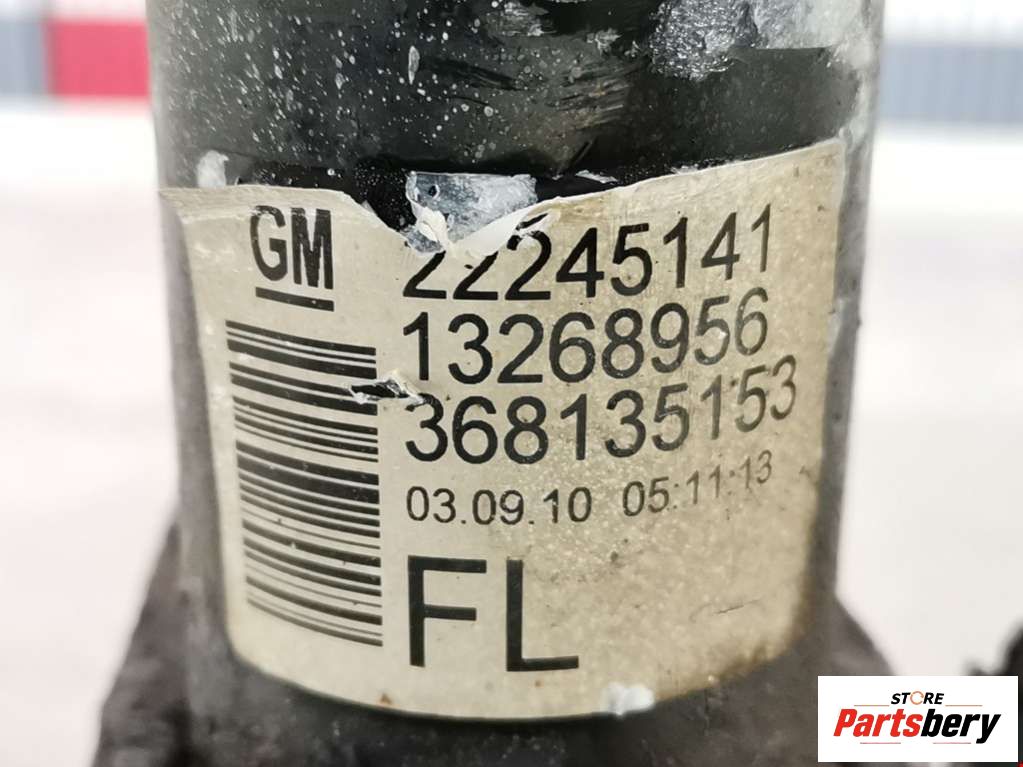 GM 22245141
13268956
368135153
03.09.10 05:11:13
FL
STORE
Partsbery